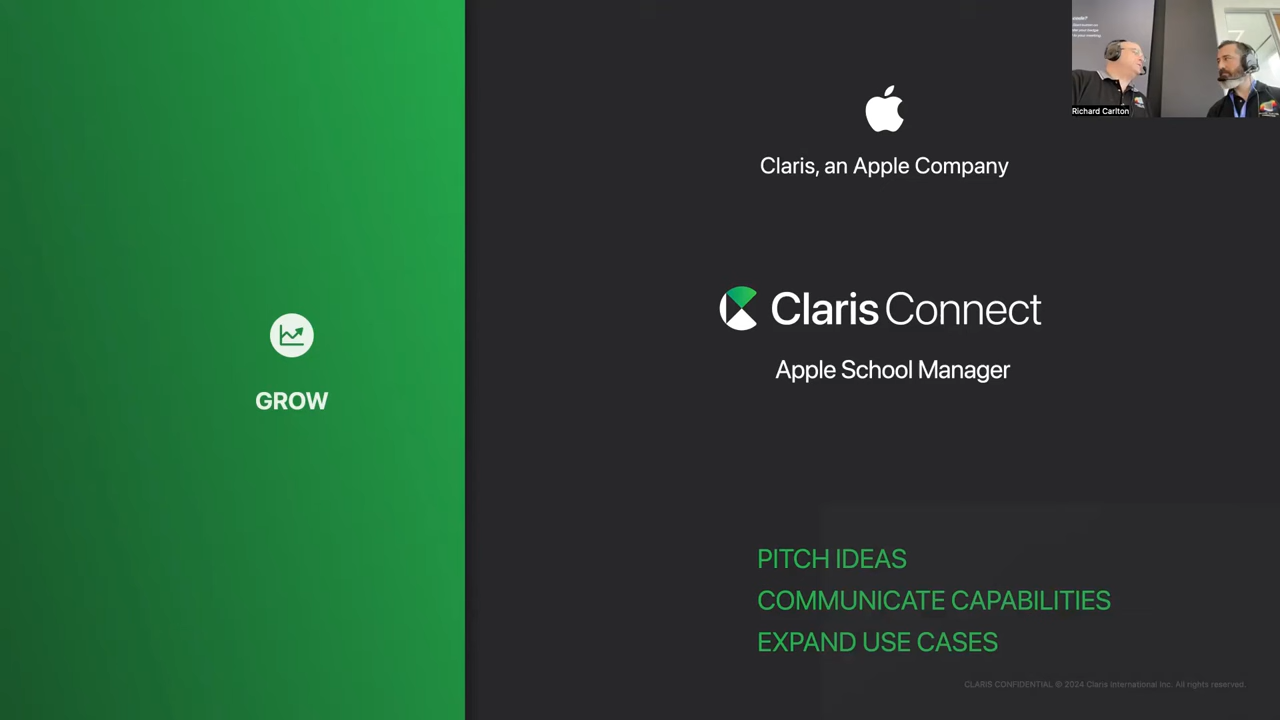 GROW
Claris, an Apple Company
Claris Connect
Apple School Manager
PITCH IDEAS
COMMUNICATE CAPABILITIES
EXPAND USE CASES
CLARIS CONFIDENTIAL © 2024 Claris International Inc. All rights reserved.
Richard Carlton